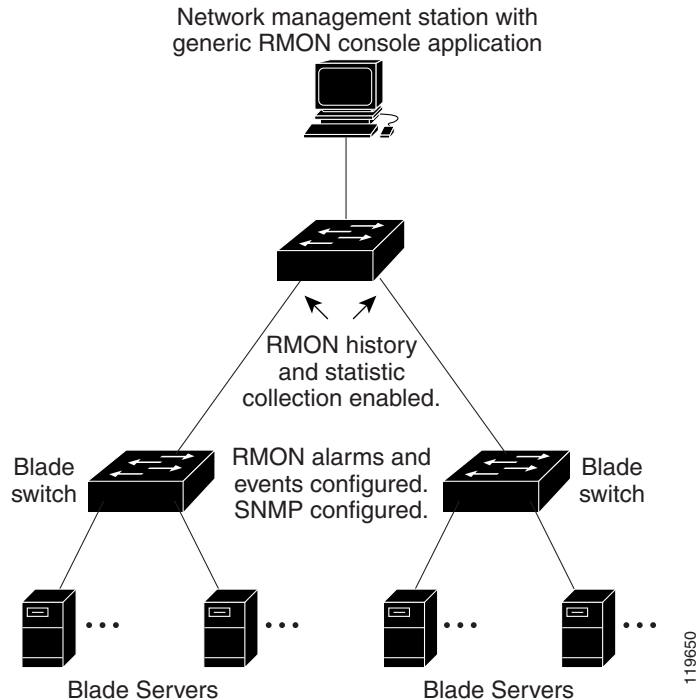 Network management station with
generic RMON console application
RMON history
and statistic
collection enabled.
Blade
switch
RMON alarms and
events configured.
SNMP configured.
Blade
switch
Blade Servers
Blade Servers
119650